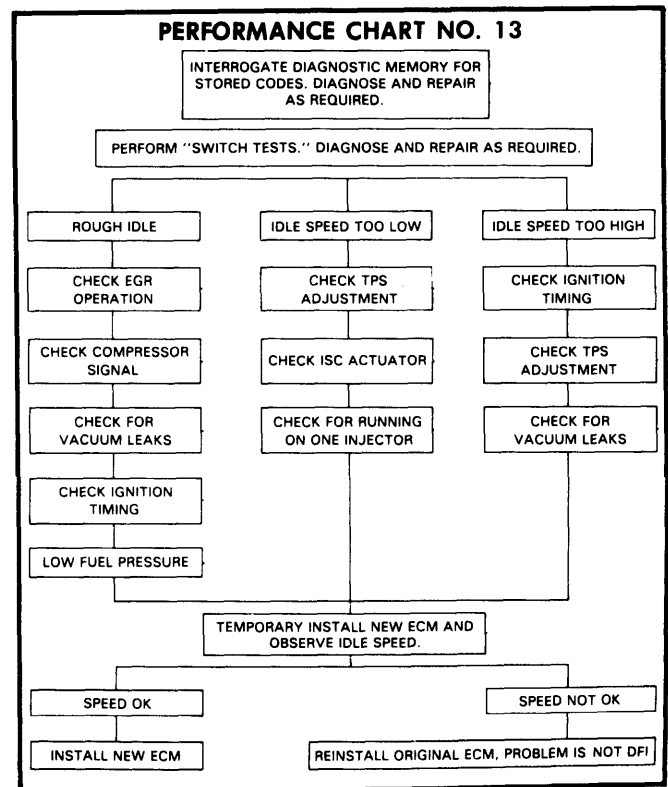 PERFORMANCE CHART NO. 13
INTERROGATE DIAGNOSTIC MEMORY FOR
STORED CODES. DIAGNOSE AND REPAIR
AS REQUIRED.
PERFORM "SWITCH TESTS." DIAGNOSE AND REPAIR AS REQUIRED.
ROUGH IDLE
CHECK EGR
OPERATION
CHECK COMPRESSOR
SIGNAL
CHECK FOR
VACUUM LEAKS
CHECK IGNITION
TIMING
LOW FUEL PRESSURE
IDLE SPEED TOO LOW
CHECK TPS
ADJUSTMENT
CHECK ISC ACTUATOR
CHECK FOR RUNNING
ON ONE INJECTOR
IDLE SPEED TOO HIGH
CHECK IGNITION
TIMING
CHECK TPS
ADJUSTMENT
CHECK FOR
VACUUM LEAKS
TEMPORARY INSTALL NEW ECM AND
OBSERVE IDLE SPEED.
SPEED OK
INSTALL NEW ECM
SPEED NOT OK
REINSTALL ORIGINAL ECM, PROBLEM IS NOT DFI